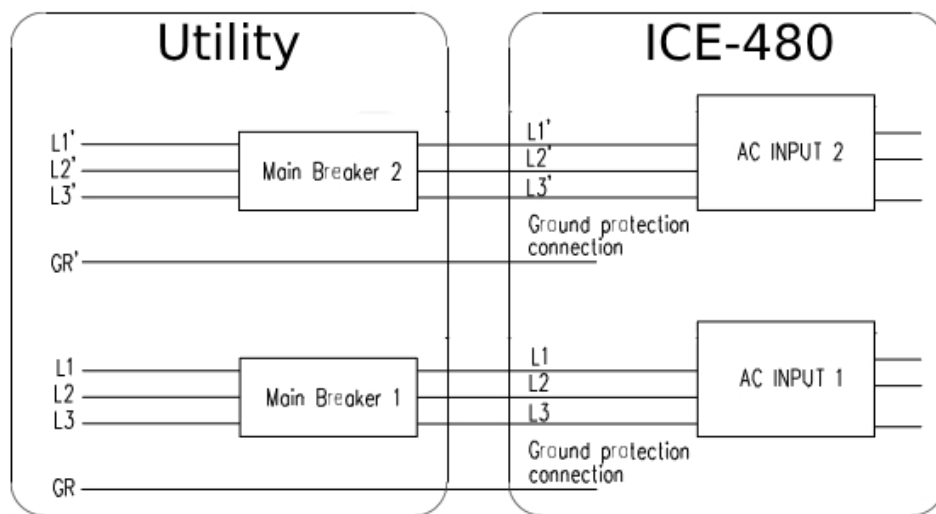 Utility
ICE-480
L1'
L2'
L3'
Main Breaker 2
L1'
L2'
L3'
AC INPUT 2
Ground protection
connection
GR'
L1
L2
L3
Main Breaker 1
L1
L2
L3
AC INPUT 1
Ground protection
connection
GR